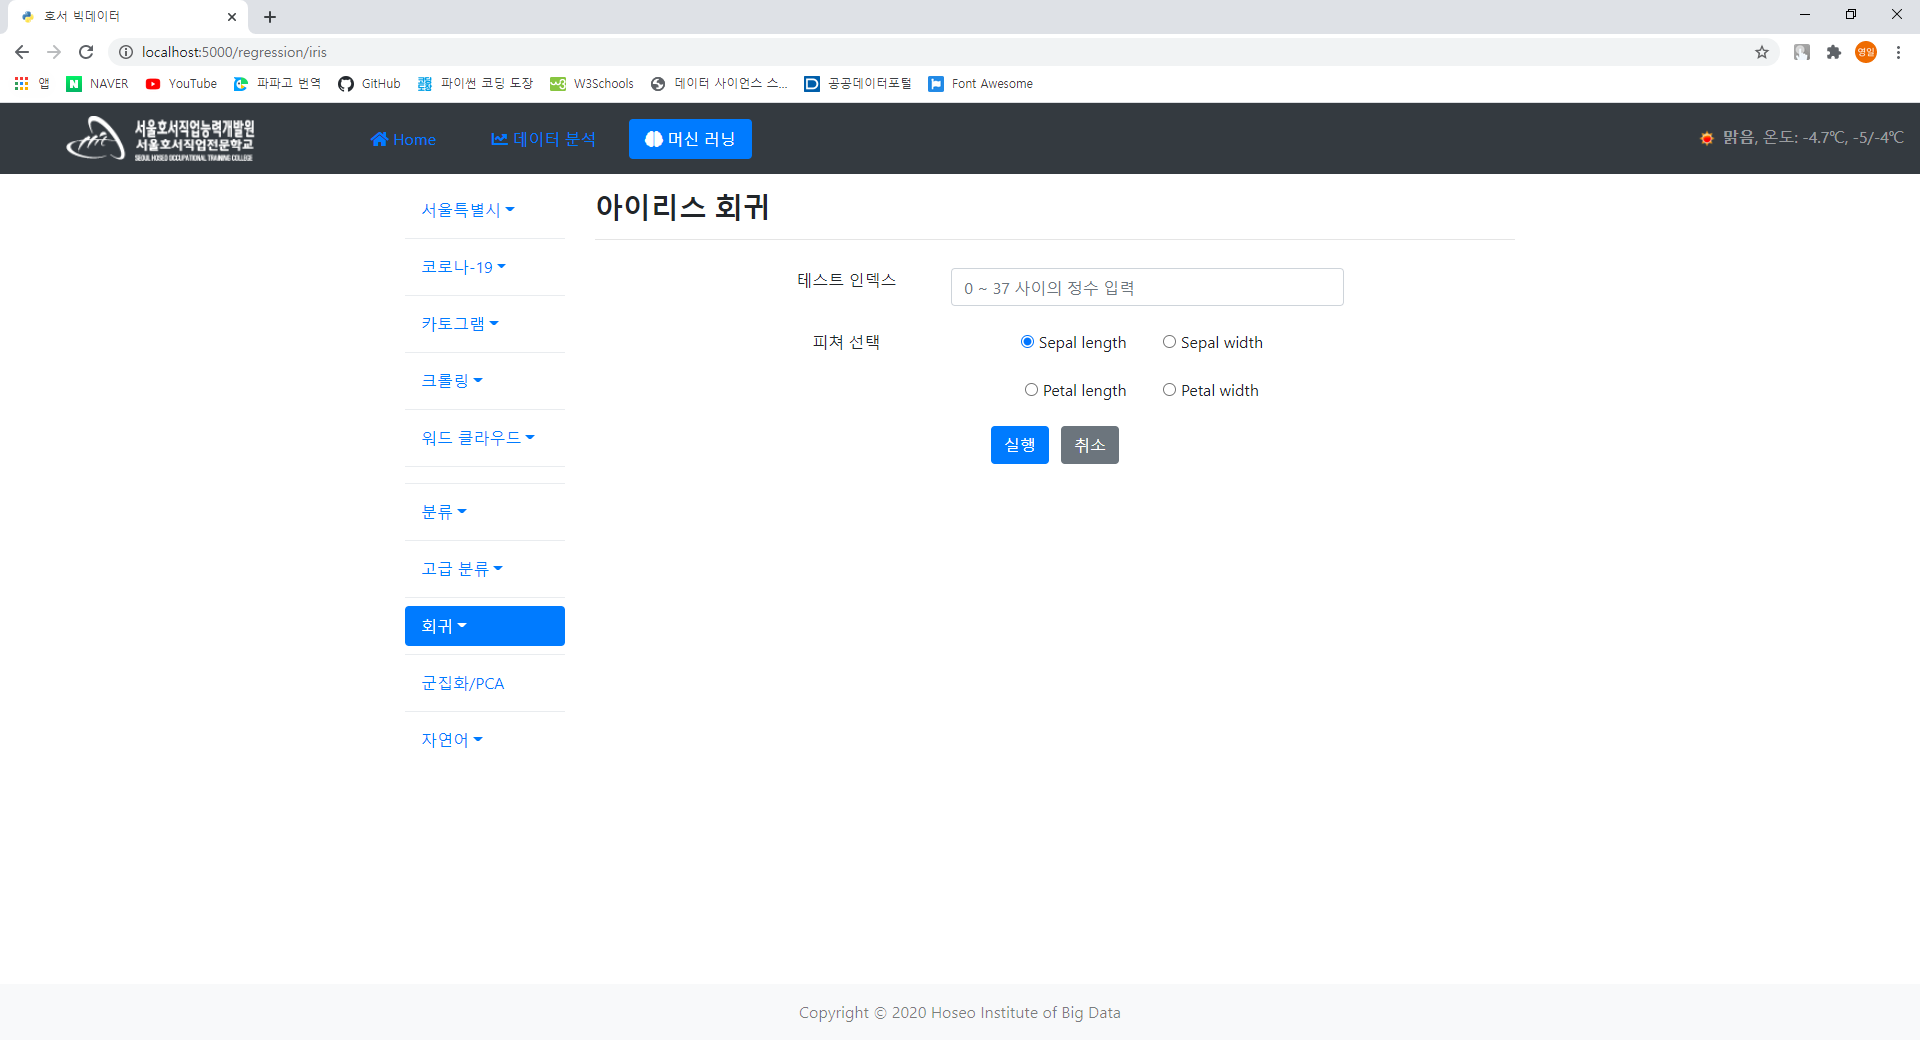 호서 빅데이터
localhost:5000/regression/iris
영일
앱 NAVER YouTube 파파고 번역 GitHub 파이썬 코딩 도장 W3Schools 데이터 사이언스 스... 공공데이터포털 Font Awesome
서울호서직업능력개발원
서울호서직업전문학교
SEOUL HOSEO OCCUPATIONAL TRAINING COLLEGE
Home 데이터 분석 머신 러닝 맑음, 온도: -4.7℃, -5/-4℃
서울특별시
코로나-19
카토그램
크롤링
워드 클라우드
분류
고급 분류
회귀
군집화/PCA
자연어
아이리스 회귀
테스트 인덱스 0 ~ 37 사이의 정수 입력
피쳐 선택 Sepal length Sepal width
Petal length Petal width
실행 취소
Copyright © 2020 Hoseo Institute of Big Data